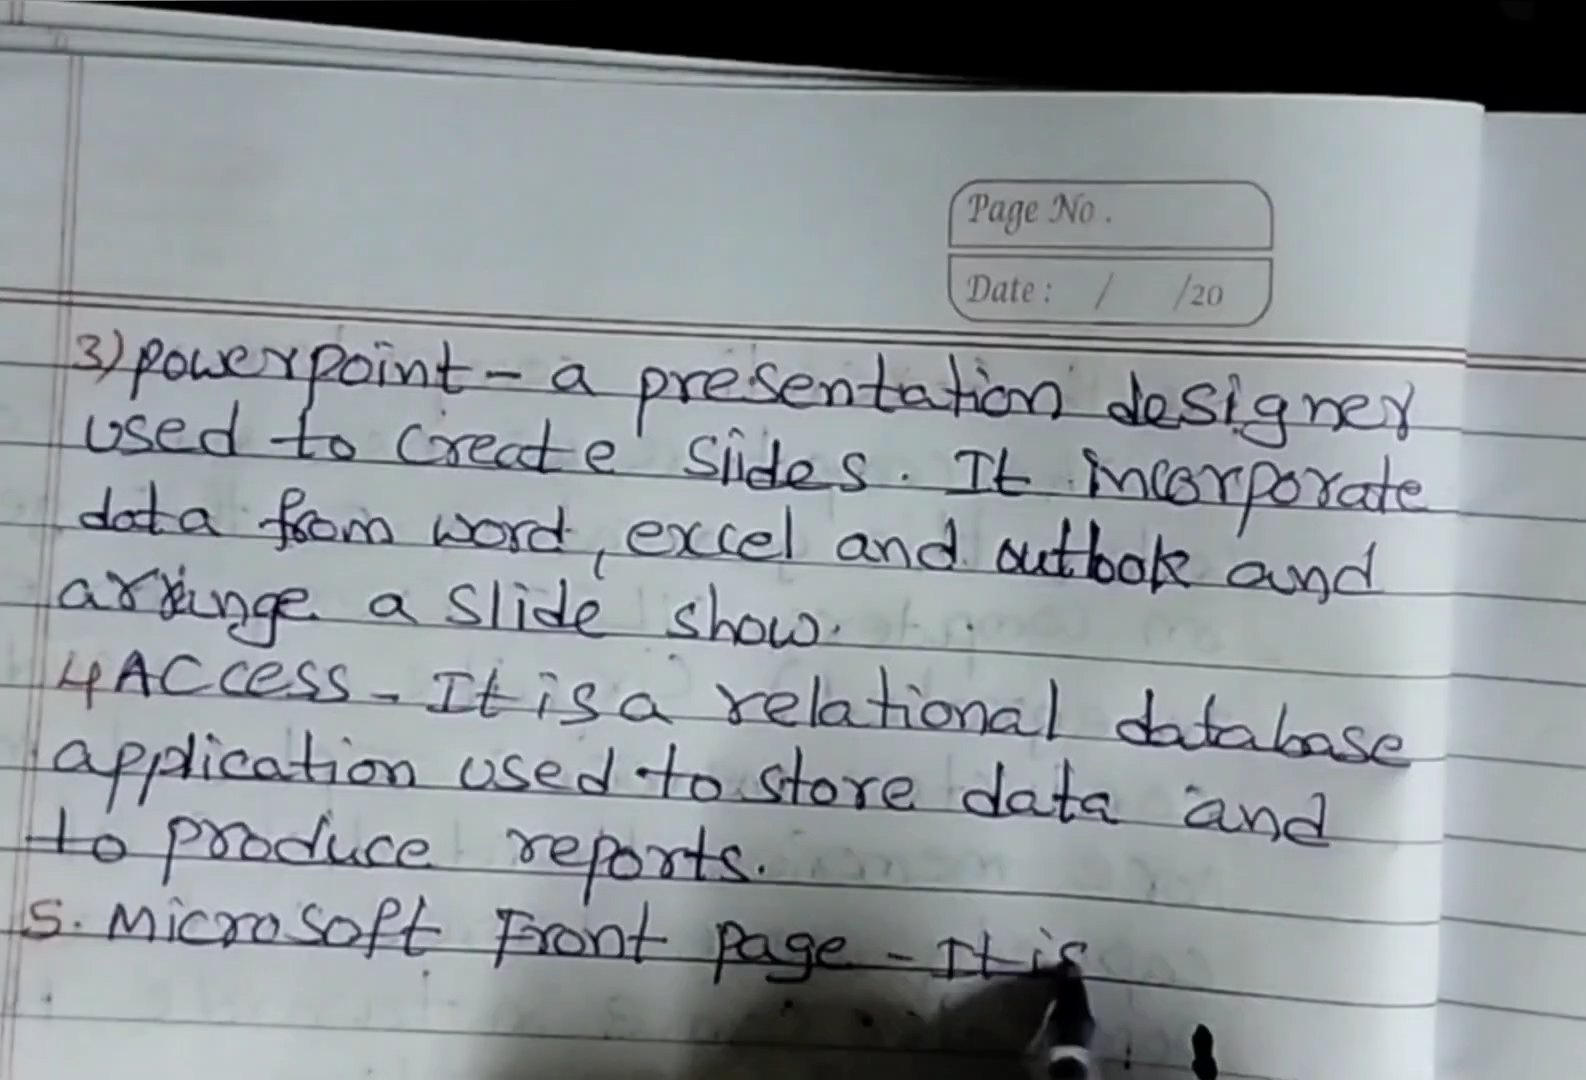 Page No.
Date: / /20
3) powerpoint - a presentation designer
used to create slides. It incorporate
data from word, excel and outlook and
arrange a slide show.
4 ACcess - It is a relational database
application used to store data and
to produce reports.
5. Microsoft Front page - It is